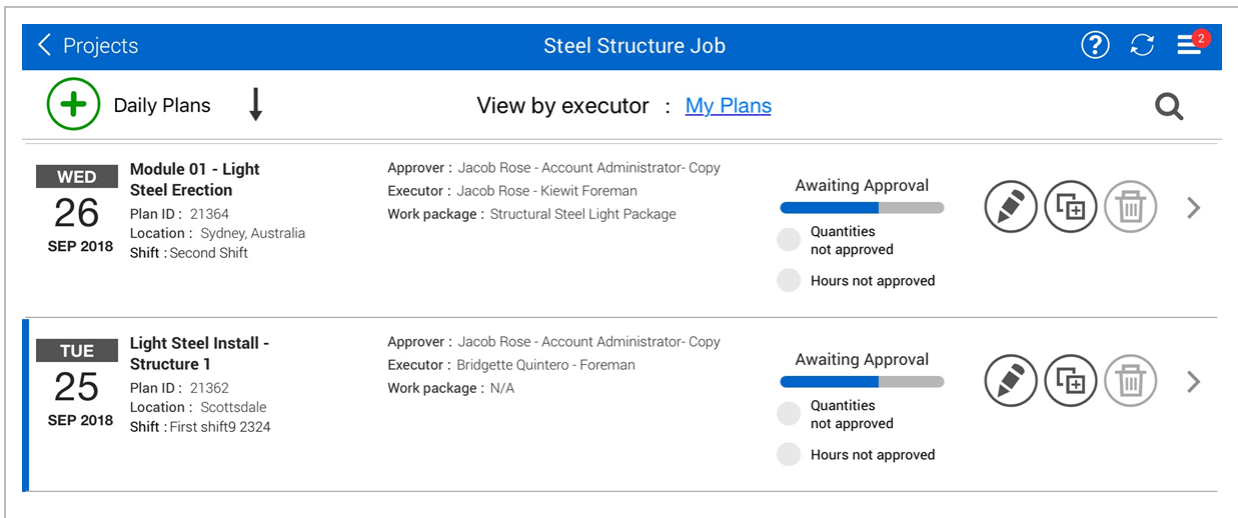 Projects
Steel Structure Job
2
Daily Plans
View by executor : My Plans
WED
26
SEP 2018
Module 01 - Light
Steel Erection
Plan ID : 21364
Location : Sydney, Australia
Shift : Second Shift
Approver : Jacob Rose - Account Administrator- Copy
Executor : Jacob Rose - Kiewit Foreman
Work package : Structural Steel Light Package
Awaiting Approval
Quantities
not approved
Hours not approved
TUE
25
SEP 2018
Light Steel Install -
Structure 1
Plan ID : 21362
Location : Scottsdale
Shift : First shift9 2324
Approver : Jacob Rose - Account Administrator- Copy
Executor : Bridgette Quintero - Foreman
Work package : N/A
Awaiting Approval
Quantities
not approved
Hours not approved